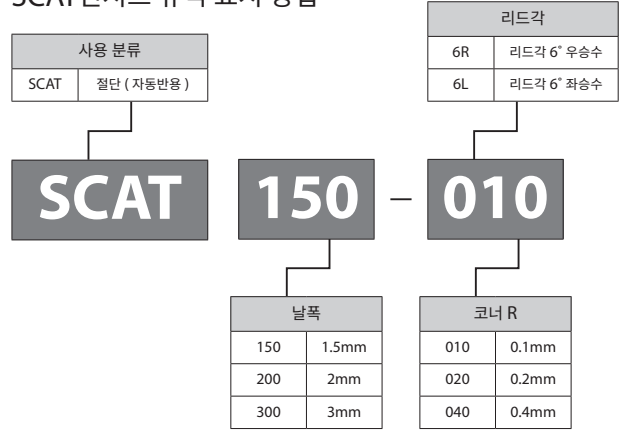 리드각
6R 리드각 6˚ 우승수
6L 리드각 6˚ 좌승수
사용 분류
SCAT 절단 ( 자동반용 )
SCAT 150 – 010
날폭
150 1.5mm
200 2mm
300 3mm
코너 R
010 0.1mm
020 0.2mm
040 0.4mm